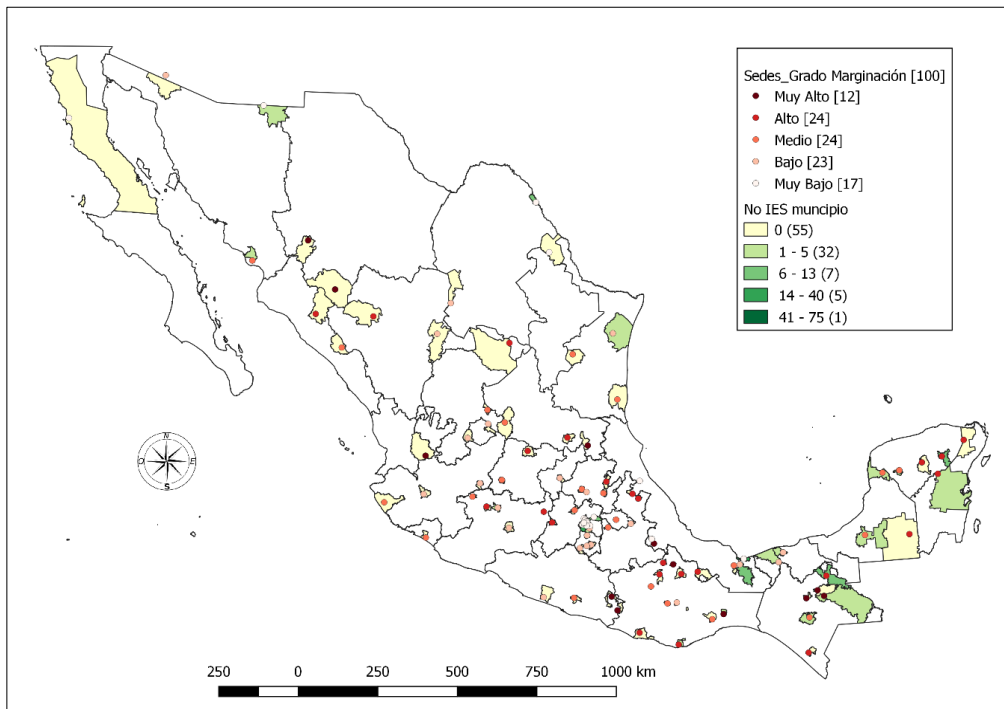 Sedes_Grado Marginación [100]
Muy Alto [12]
Alto [24]
Medio [24]
Bajo [23]
Muy Bajo [17]
No IES muncipio
0 (55)
1 - 5 (32)
6 - 13 (7)
14 - 40 (5)
41 - 75 (1)
N
O E
S
250 0 250 500 750 1000 km